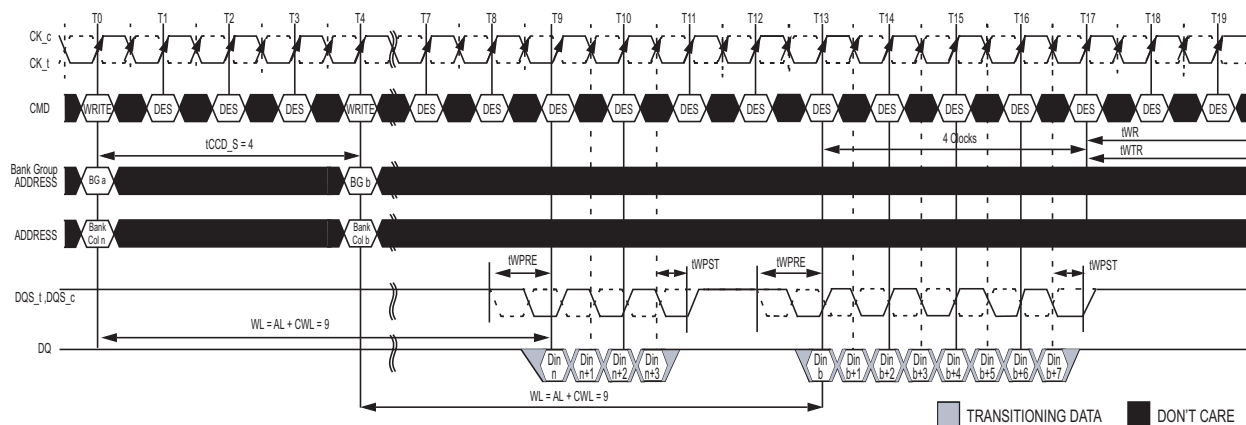 T0 T1 T2 T3 T4 T7 T8 T9 T10 T11 T12 T13 T14 T15 T16 T17 T18 T19
CK_c
CK_t
CMD WRITE DES DES DES WRITE DES DES DES DES DES DES DES DES DES DES DES DES DES
tCCD_S = 4
4 Clocks
tWR
tWTR
Bank Group
ADDRESS
BG a
BG b
ADDRESS
Bank
Col n
Bank
Col b
tWPRE
tWPST
tWPRE
tWPST
DQS_t ,DQS_c
WL = AL + CWL = 9
DQ
Din
n
Din
n+1
Din
n+2
Din
n+3
Din
b
Din
b+1
Din
b+2
Din
b+3
Din
b+4
Din
b+5
Din
b+6
Din
b+7
WL = AL + CWL = 9
TRANSITIONING DATA
DON'T CARE